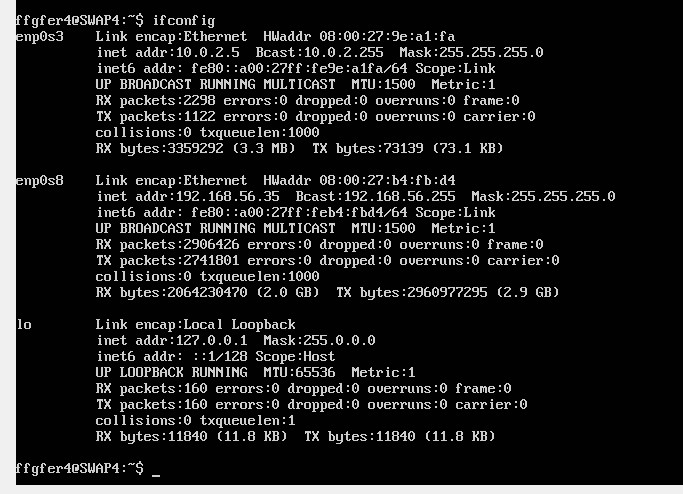 ffgfer4@SWAP4:~$ ifconfig
enp0s3    Link encap:Ethernet  HWaddr 08:00:27:9e:a1:fa
          inet addr:10.0.2.5  Bcast:10.0.2.255  Mask:255.255.255.0
          inet6 addr: fe80::a00:27ff:fe9e:a1fa/64 Scope:Link
          UP BROADCAST RUNNING MULTICAST  MTU:1500  Metric:1
          RX packets:2298 errors:0 dropped:0 overruns:0 frame:0
          TX packets:1122 errors:0 dropped:0 overruns:0 carrier:0
          collisions:0 txqueuelen:1000
          RX bytes:3359292 (3.3 MB)  TX bytes:73139 (73.1 KB)
enp0s8    Link encap:Ethernet  HWaddr 08:00:27:b4:fb:d4
          inet addr:192.168.56.35  Bcast:192.168.56.255  Mask:255.255.255.0
          inet6 addr: fe80::a00:27ff:feb4:fbd4/64 Scope:Link
          UP BROADCAST RUNNING MULTICAST  MTU:1500  Metric:1
          RX packets:2906426 errors:0 dropped:0 overruns:0 frame:0
          TX packets:2741801 errors:0 dropped:0 overruns:0 carrier:0
          collisions:0 txqueuelen:1000
          RX bytes:2064230470 (2.0 GB)  TX bytes:2960977295 (2.9 GB)
lo        Link encap:Local Loopback
          inet addr:127.0.0.1  Mask:255.0.0.0
          inet6 addr: ::1/128 Scope:Host
          UP LOOPBACK RUNNING  MTU:65536  Metric:1
          RX packets:160 errors:0 dropped:0 overruns:0 frame:0
          TX packets:160 errors:0 dropped:0 overruns:0 carrier:0
          collisions:0 txqueuelen:1
          RX bytes:11840 (11.8 KB)  TX bytes:11840 (11.8 KB)
ffgfer4@SWAP4:~$ _